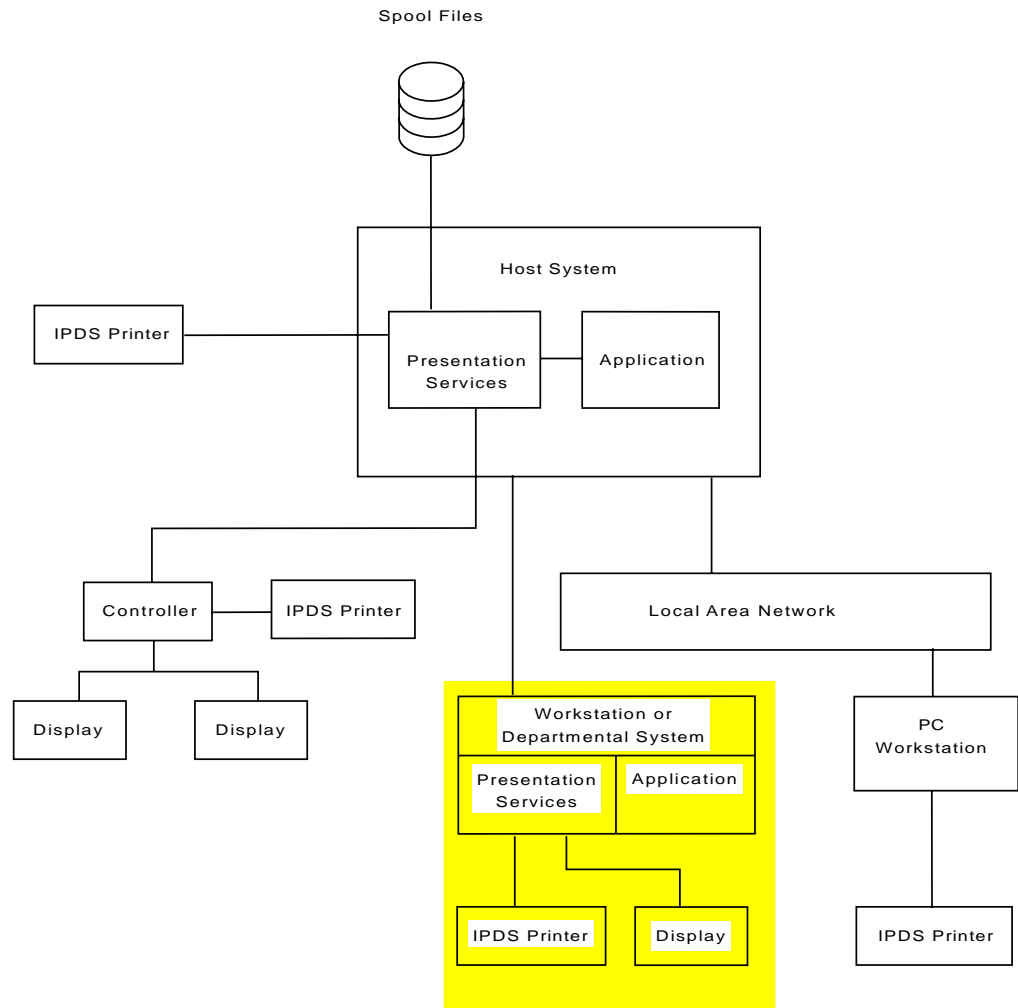 Spool Files
Host System
IPDS Printer
Presentation
Services
Application
Controller
IPDS Printer
Local Area Network
Display
Display
Workstation or
Departmental System
PC
Workstation
Presentation
Services
Application
IPDS Printer
Display
IPDS Printer